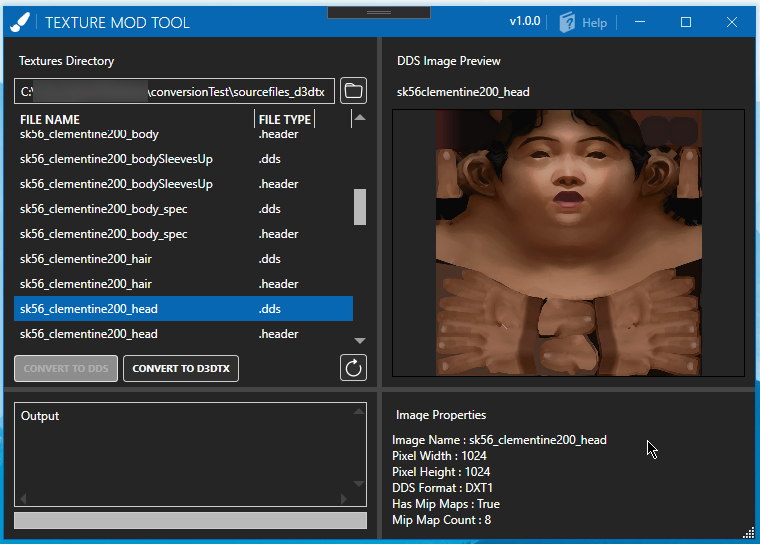 TEXTURE MOD TOOL
v1.0.0
Help
Textures Directory
C:\ \conversionTest\sourcefiles_d3dtx
FILE NAME FILE TYPE
sk56_clementine200_body .header
sk56_clementine200_bodySleevesUp .dds
sk56_clementine200_bodySleevesUp .header
sk56_clementine200_body_spec .dds
sk56_clementine200_body_spec .header
sk56_clementine200_hair .dds
sk56_clementine200_hair .header
sk56_clementine200_head .dds
sk56_clementine200_head .header
CONVERT TO DDS
CONVERT TO D3DTX
Output
DDS Image Preview
sk56clementine200_head
Image Properties
Image Name : sk56_clementine200_head
Pixel Width : 1024
Pixel Height : 1024
DDS Format : DXT1
Has Mip Maps : True
Mip Map Count : 8